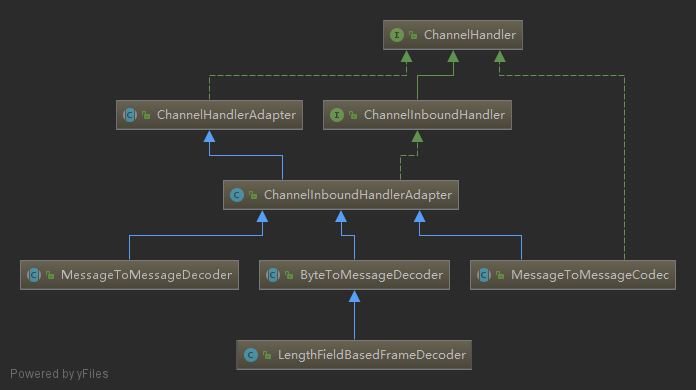 I ChannelHandler
C ChannelHandlerAdapter
I ChannelInboundHandler
C ChannelInboundHandlerAdapter
C MessageToMessageDecoder
C ByteToMessageDecoder
C MessageToMessageCodec
C LengthFieldBasedFrameDecoder
Powered by yFiles